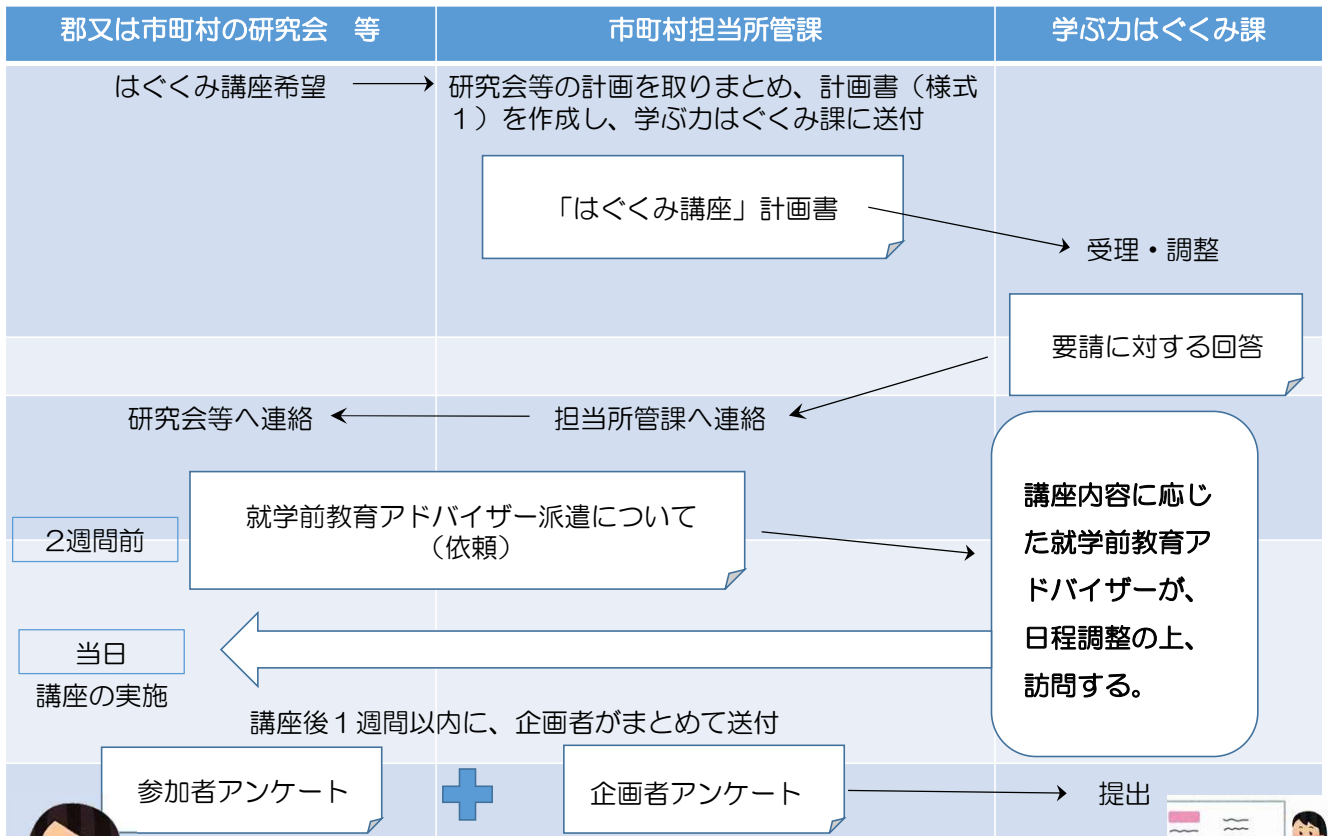 郡又は市町村の研究会　等
市町村担当所管課
学ぶ力はぐくみ課
はぐくみ講座希望
研究会等の計画を取りまとめ、計画書（様式
１）を作成し、学ぶ力はぐくみ課に送付
「はぐくみ講座」計画書
受理・調整
要請に対する回答
担当所管課へ連絡
研究会等へ連絡
2週間前
就学前教育アドバイザー派遣について
（依頼）
講座内容に応じ
た就学前教育ア
ドバイザーが、
日程調整の上、
訪問する。
当日
講座の実施
講座後１週間以内に、企画者がまとめて送付
参加者アンケート
企画者アンケート
提出